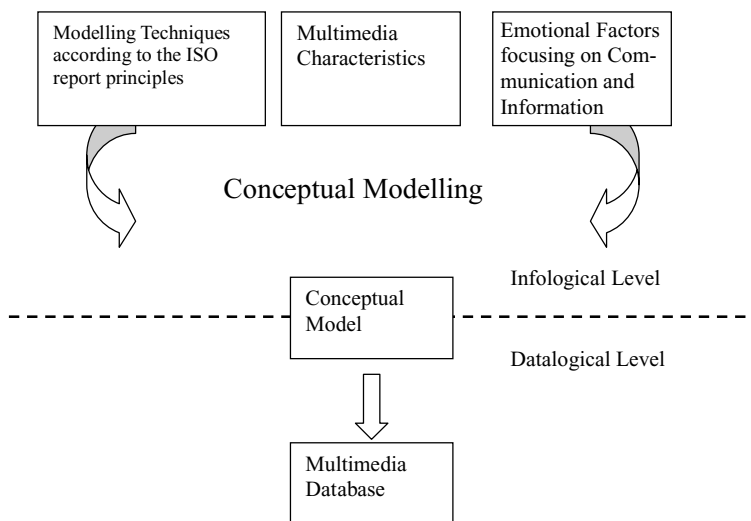 Modelling Techniques
according to the ISO
report principles
Multimedia
Characteristics
Emotional Factors
focusing on Com-
munication and
Information
Conceptual Modelling
Infological Level
Conceptual
Model
Datalogical Level
Multimedia
Database